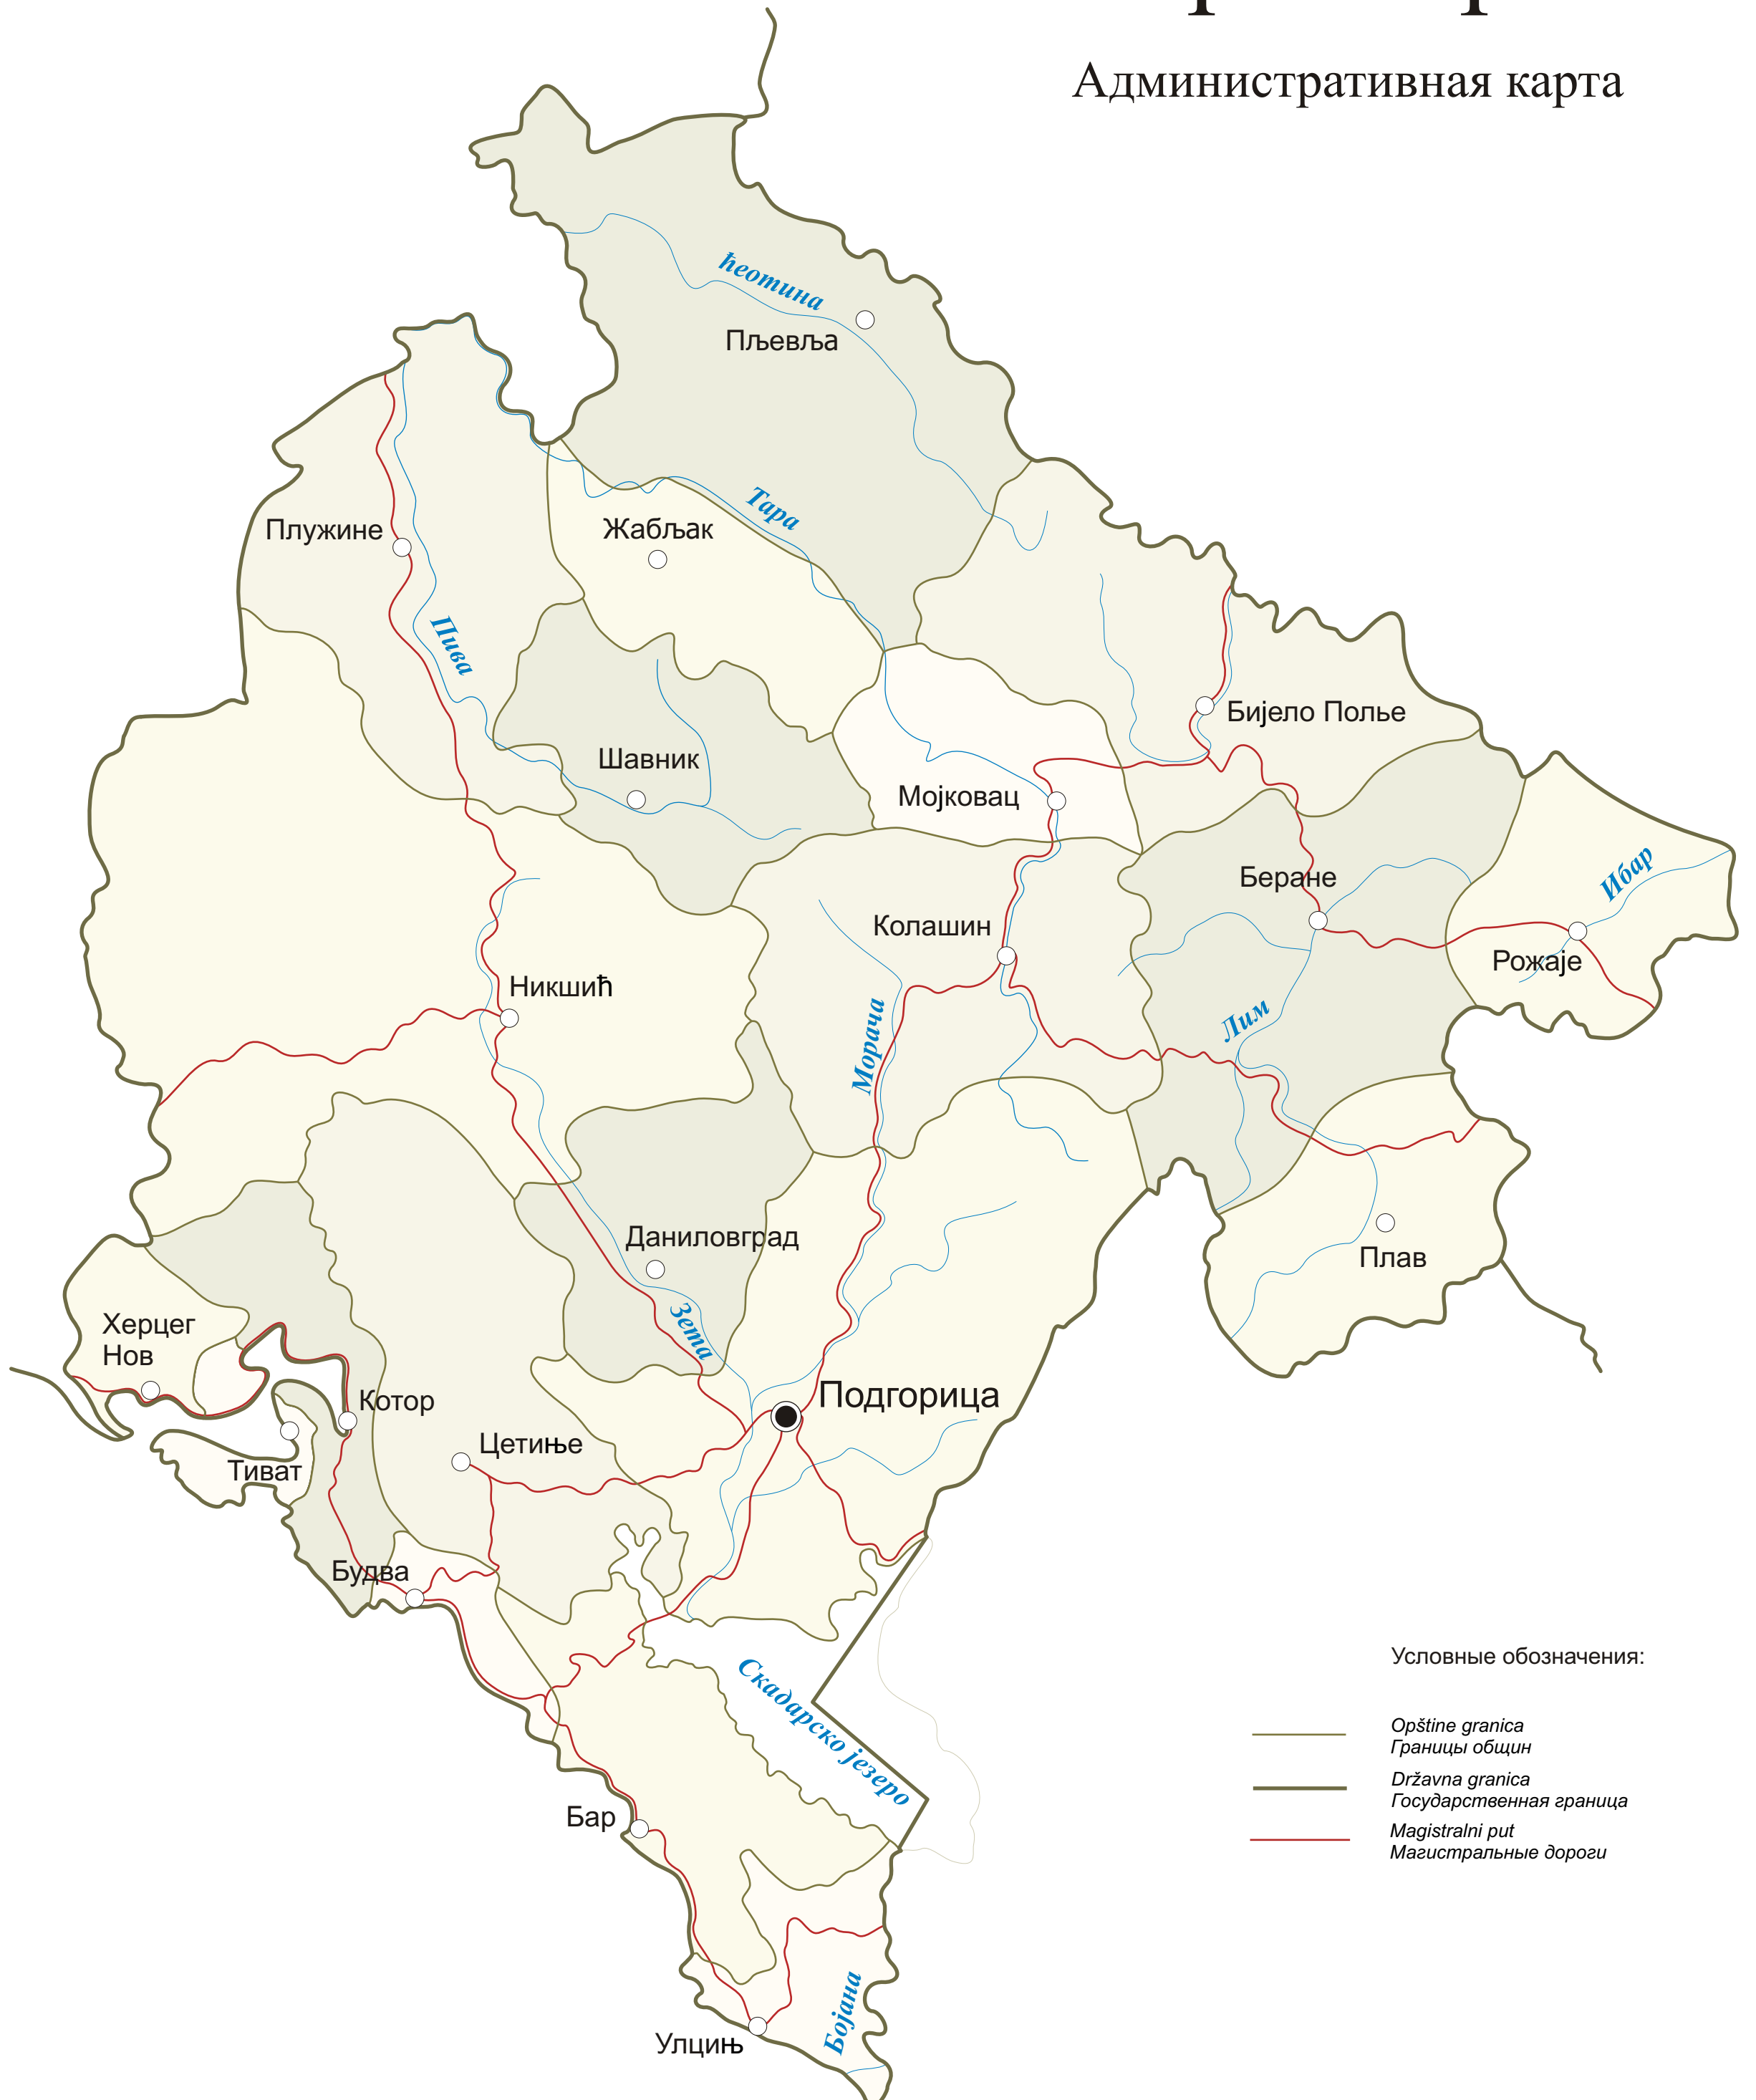 Административная карта
ћеотина
Пљевља
Тара
Плужине
Жабљак
Пива
Бијело Поље
Шавник
Мојковац
Беране
Ибар
Колашин
Рожаје
Никшић
Лим
Морача
Даниловград
Плав
Зета
Херцег
Нов
Подгорица
Котор
Цетиње
Тиват
Будва
Скадарско језеро
Бар
Бојана
Улцињ
Условные обозначения:
Opštine granica
Границы общин
Državna granica
Государственная граница
Magistralni put
Магистральные дороги